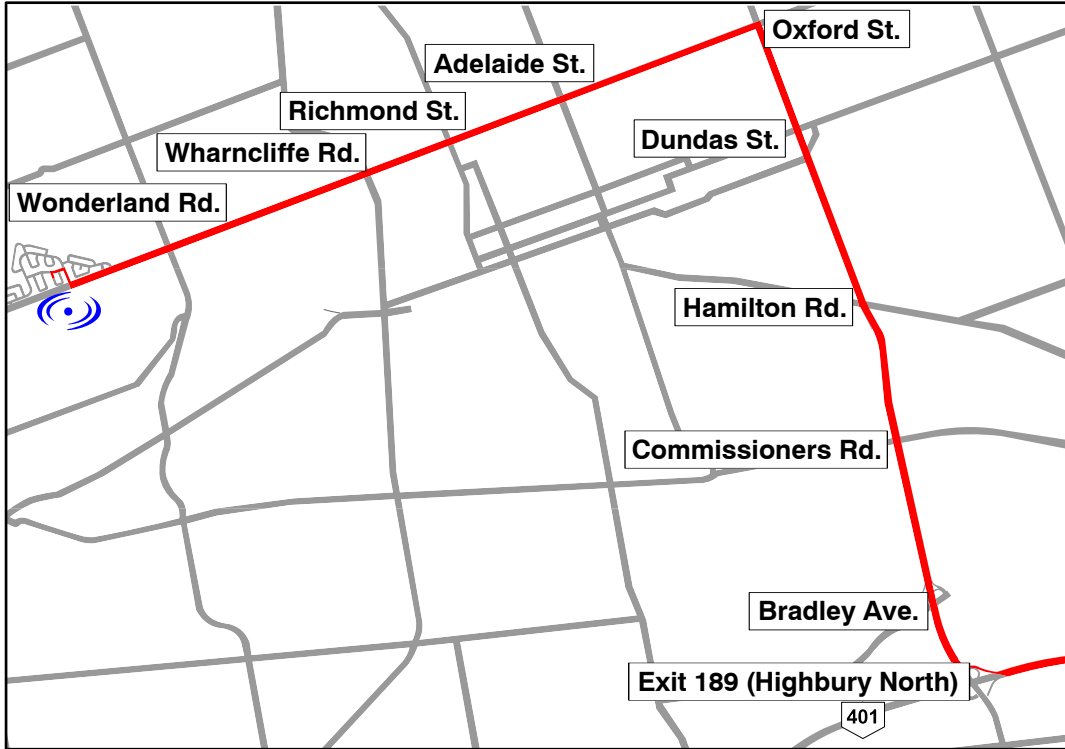 Oxford St.
Adelaide St.
Richmond St.
Dundas St.
Wharncliffe Rd.
Wonderland Rd.
Hamilton Rd.
Commissioners Rd.
Bradley Ave.
Exit 189 (Highbury North)
401